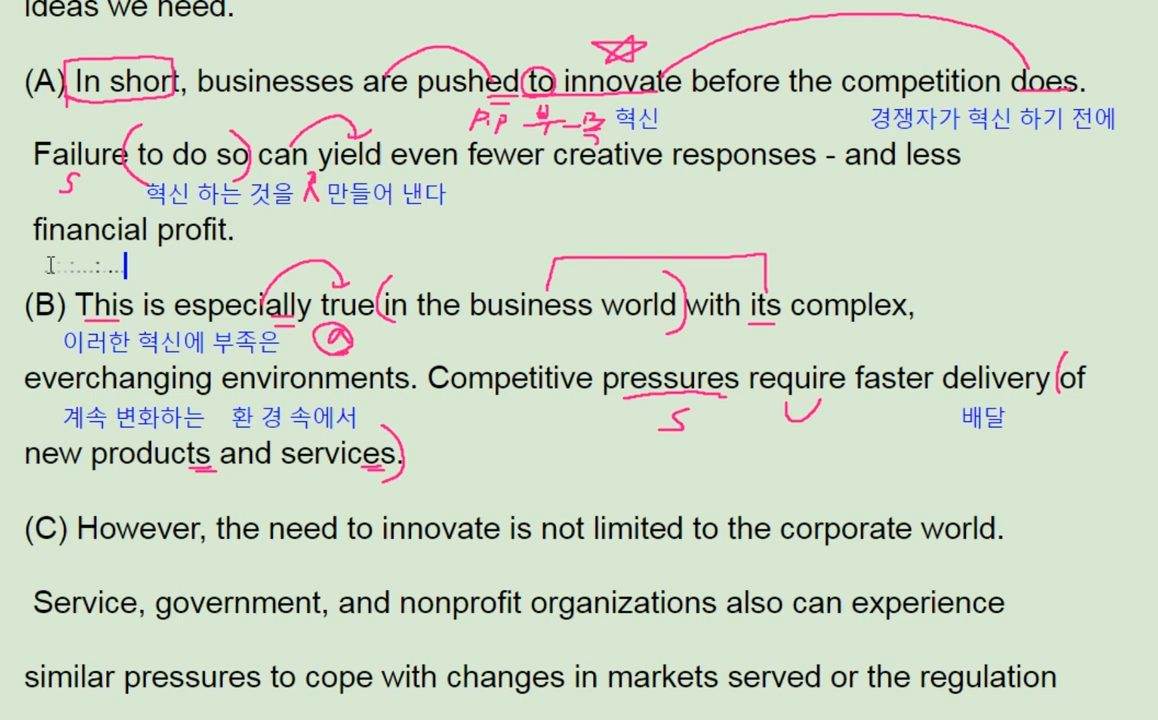 ideas we need.
(A) In short, businesses are pushed to innovate before the competition does.
p.p 부-목 혁신 경쟁자가 혁신 하기 전에
Failure to do so can yield even fewer creative responses - and less
S 혁신 하는 것을 만들어 낸다
financial profit.
(B) This is especially true in the business world with its complex,
이러한 혁신에 부족은 a
everchanging environments. Competitive pressures require faster delivery of
계속 변화하는 환 경 속에서 S 배달
new products and services.
(C) However, the need to innovate is not limited to the corporate world.
Service, government, and nonprofit organizations also can experience
similar pressures to cope with changes in markets served or the regulation